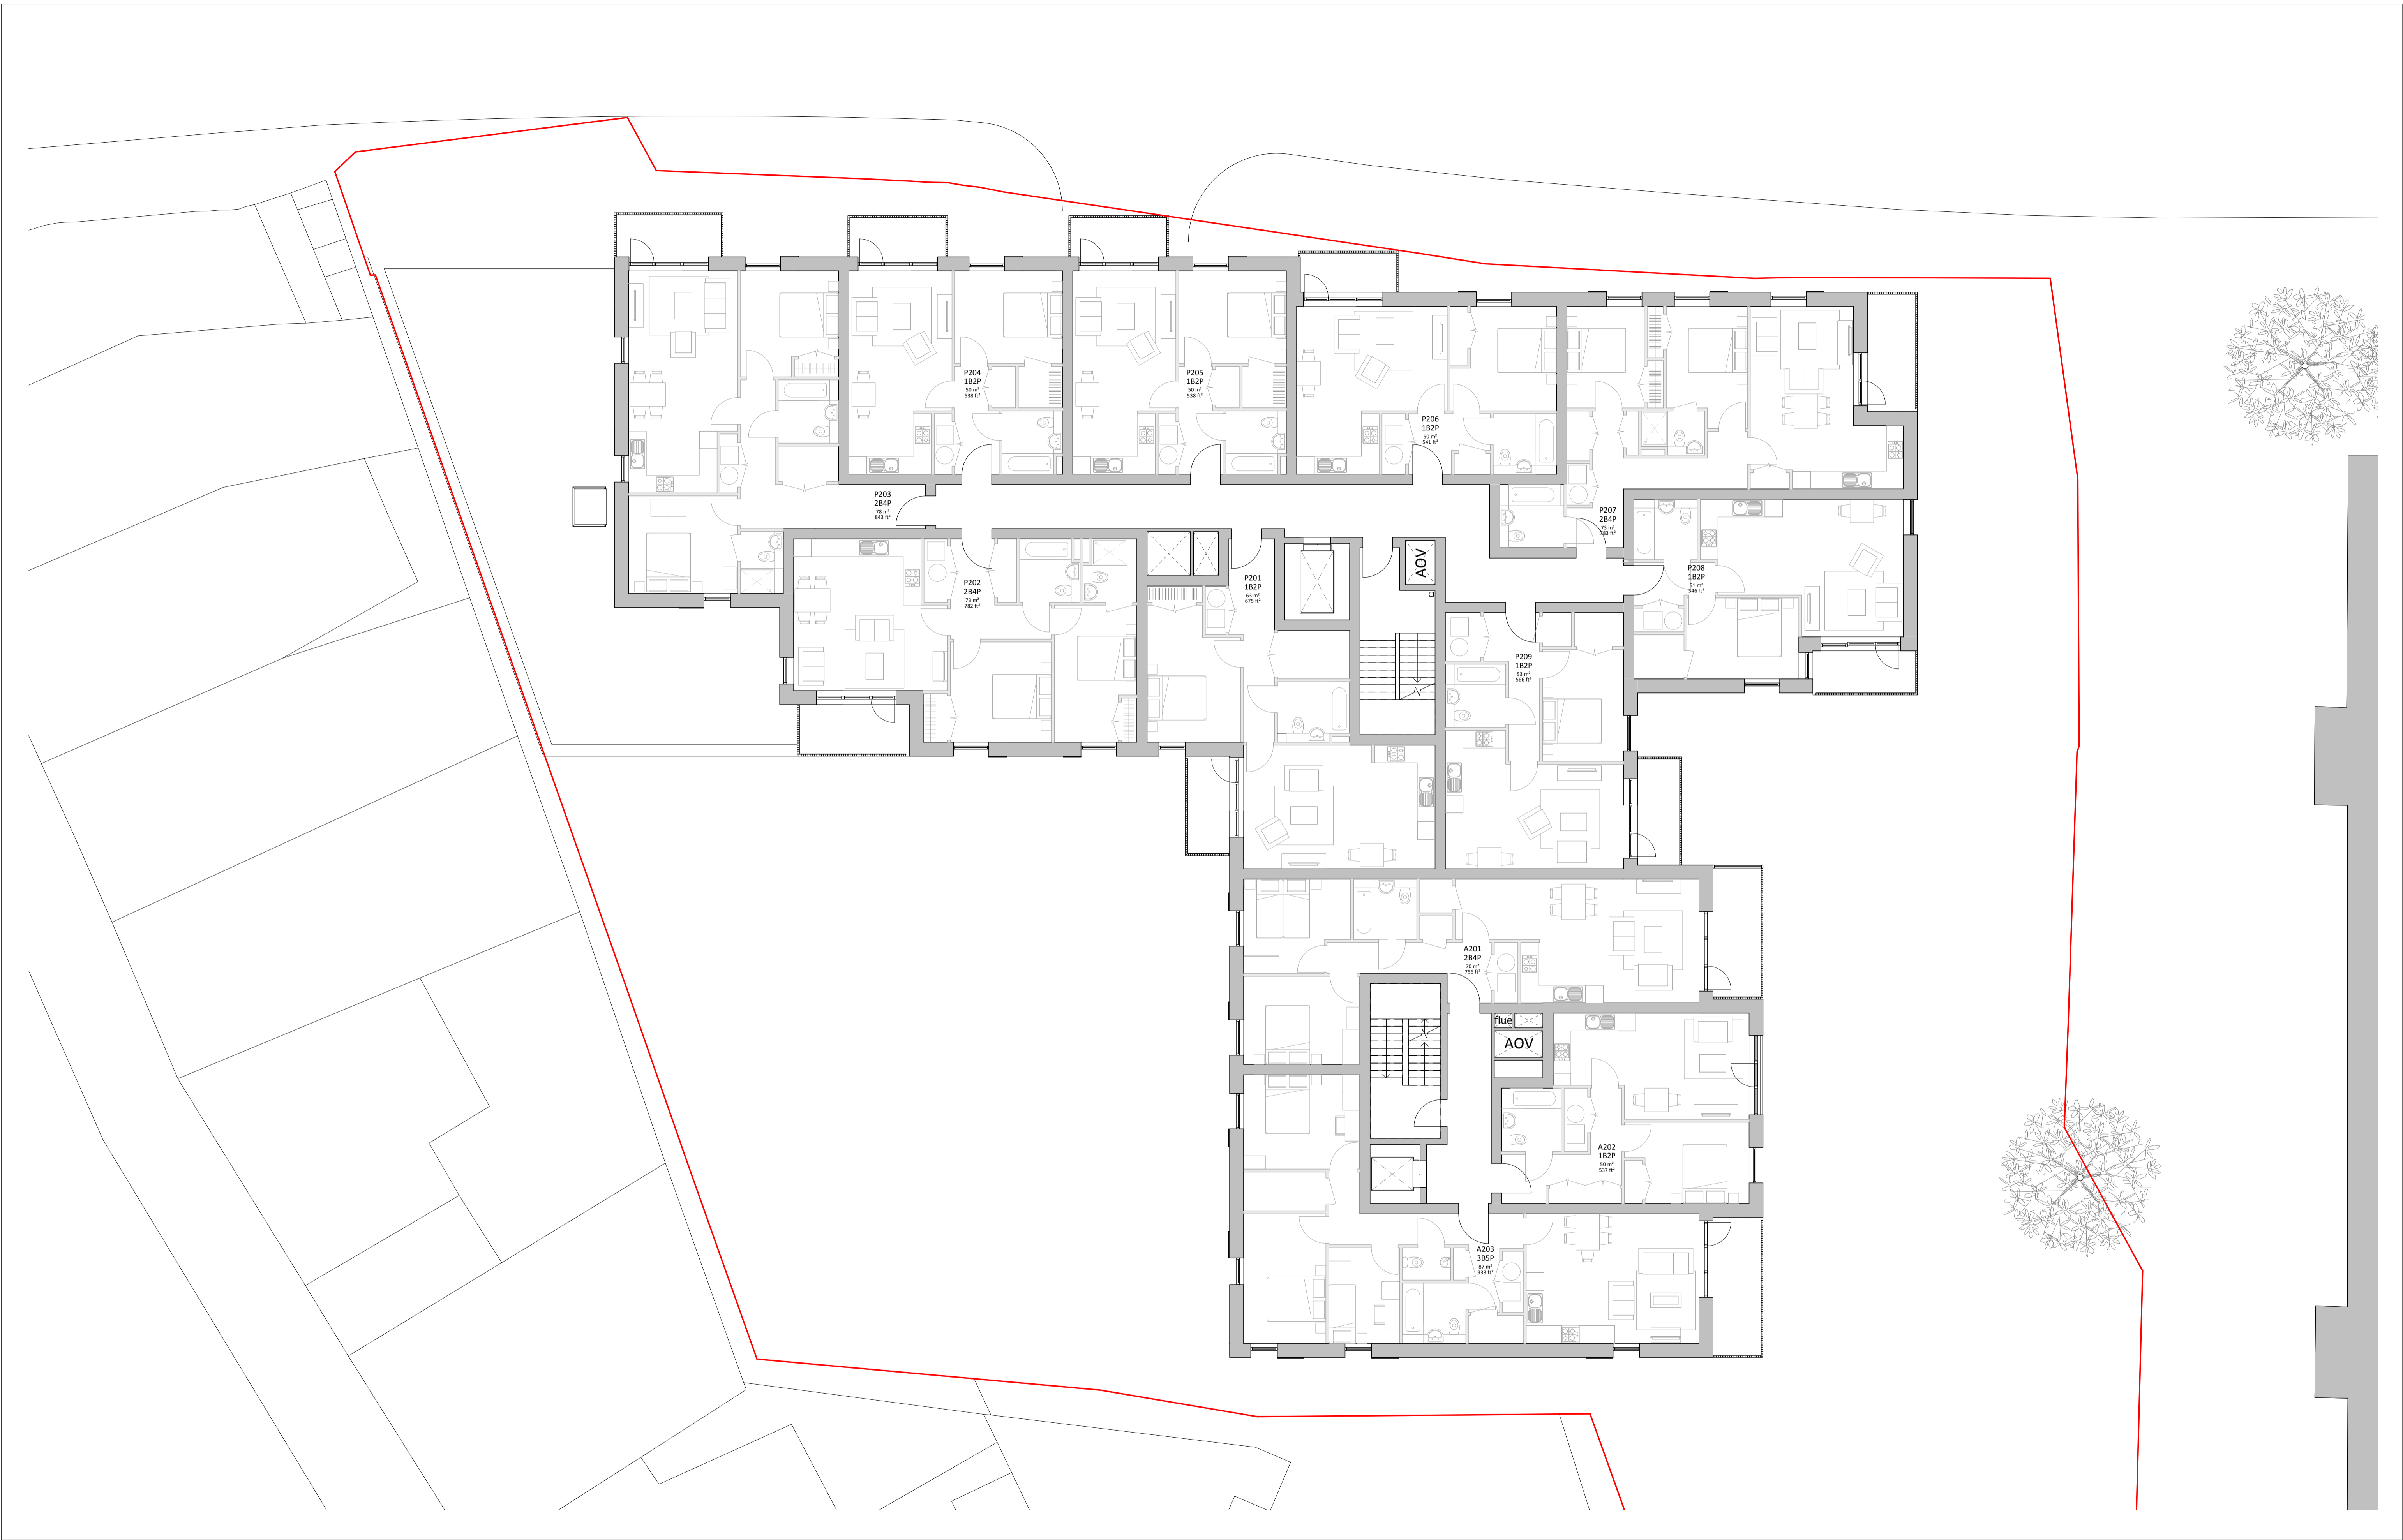 P204
1B2P
50 m²
538 ft²
P205
1B2P
50 m²
538 ft²
P206
1B2P
50 m²
541 ft²
P203
2B4P
78 m²
843 ft²
P207
2B4P
73 m²
783 ft²
P202
2B4P
73 m²
782 ft²
P201
1B2P
63 m²
675 ft²
AOV
P208
1B2P
51 m²
546 ft²
P209
1B2P
53 m²
566 ft²
A201
2B4P
70 m²
756 ft²
flue
AOV
A202
1B2P
50 m²
537 ft²
A203
3B5P
87 m²
933 ft²